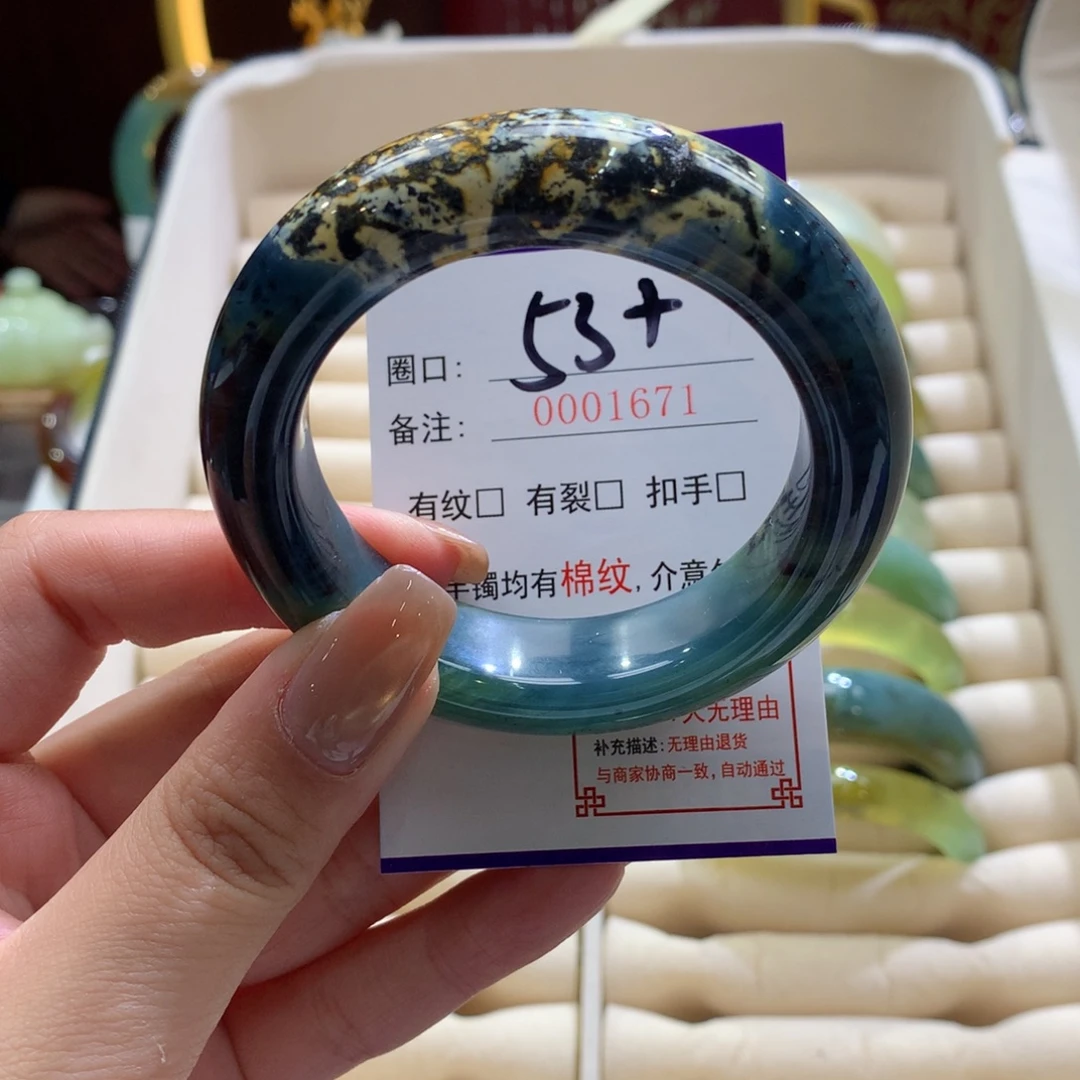 圈口: 53+
备注: 0001671
有纹□ 有裂□ 扣手□
手镯均有棉纹, 介意
无理由
补充描述: 无理由退货
与商家协商一致, 自动通过